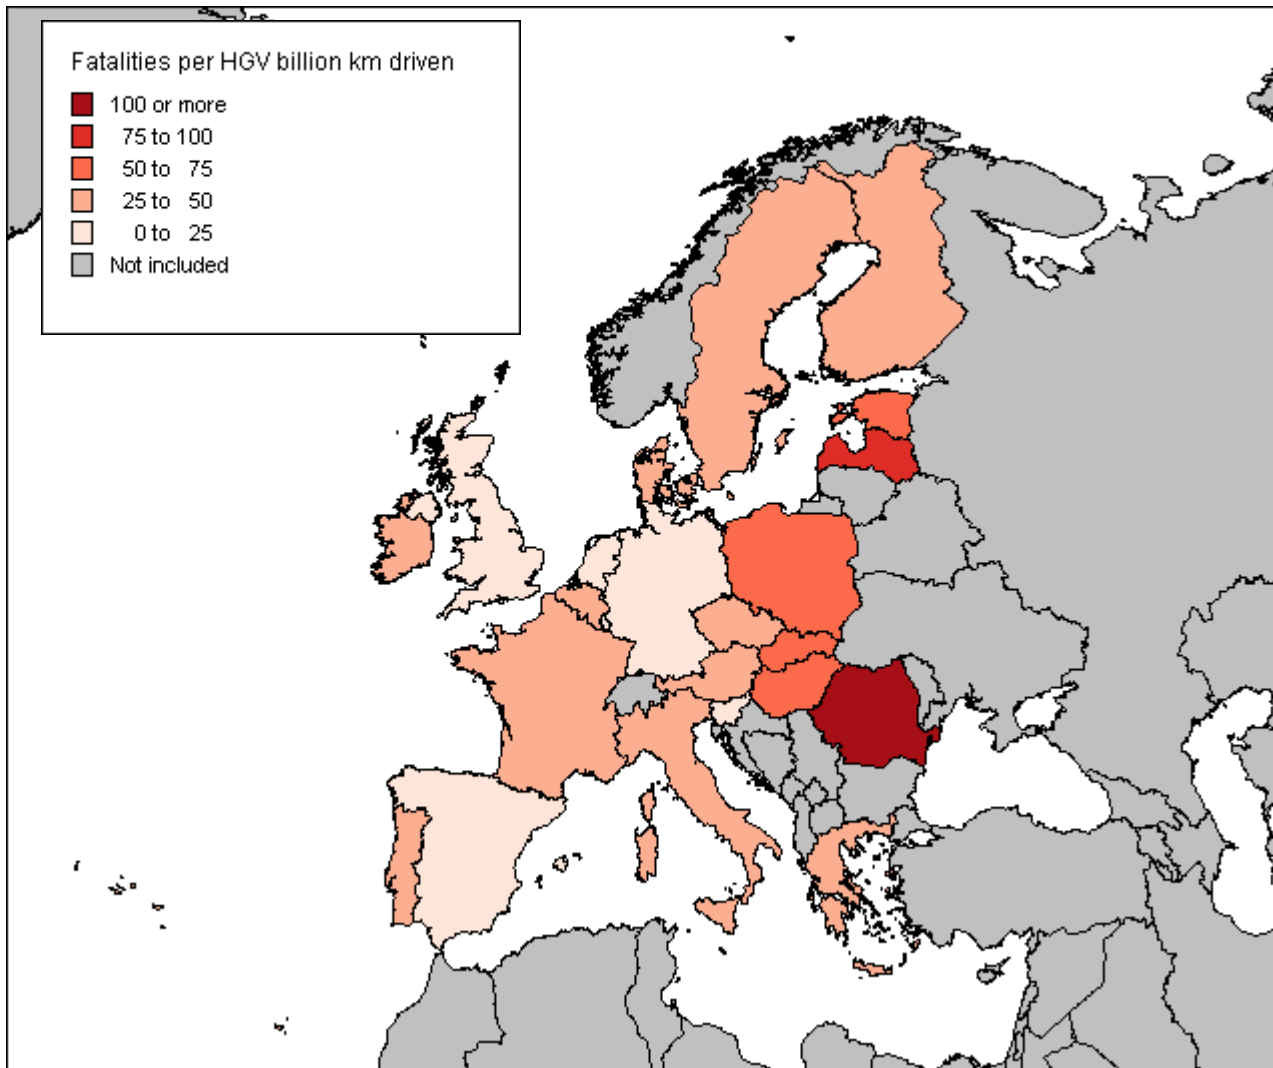 Fatalities per HGV billion km driven
100 or more
75 to 100
50 to 75
25 to 50
0 to 25
Not included